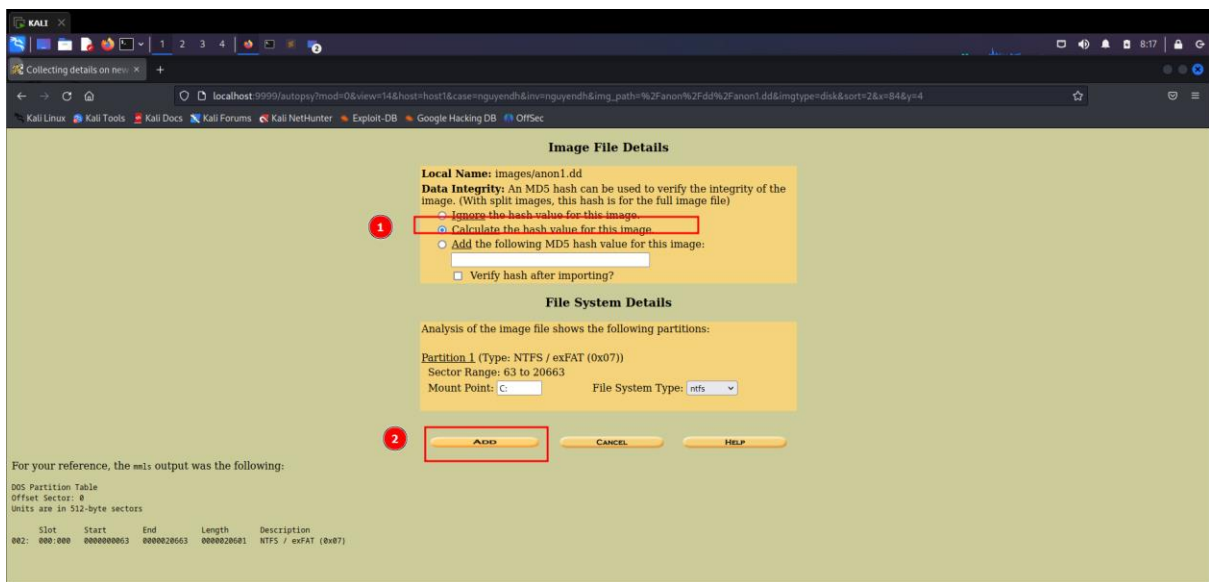 KALI
1 2 3 4
2
8:17
Collecting details on new
localhost:9999/autopsy?mod=0&view=14&host=host1&case=nguyendh&inv=nguyendh&img_path=%2Fanon%2Fdd%2Fanon1.dd&imgtype=disk&sort=2&x=84&y=4
Kali Linux Kali Tools Kali Docs Kali Forums Kali NetHunter Exploit-DB Google Hacking DB OffSec
Image File Details
Local Name: images/anon1.dd
Data Integrity: An MD5 hash can be used to verify the integrity of the
image. (With split images, this hash is for the full image file)
Ignore the hash value for this image.
1
Calculate the hash value for this image.
Add the following MD5 hash value for this image:
Verify hash after importing?
File System Details
Analysis of the image file shows the following partitions:
Partition 1 (Type: NTFS / exFAT (0x07))
Sector Range: 63 to 20663
Mount Point: C: File System Type: ntfs
2
ADD CANCEL HELP
For your reference, the mmls output was the following:
DOS Partition Table
Offset Sector: 0
Units are in 512-byte sectors
Slot Start End Length Description
002: 000:000 0000000063 0000020663 0000020601 NTFS / exFAT (0x07)